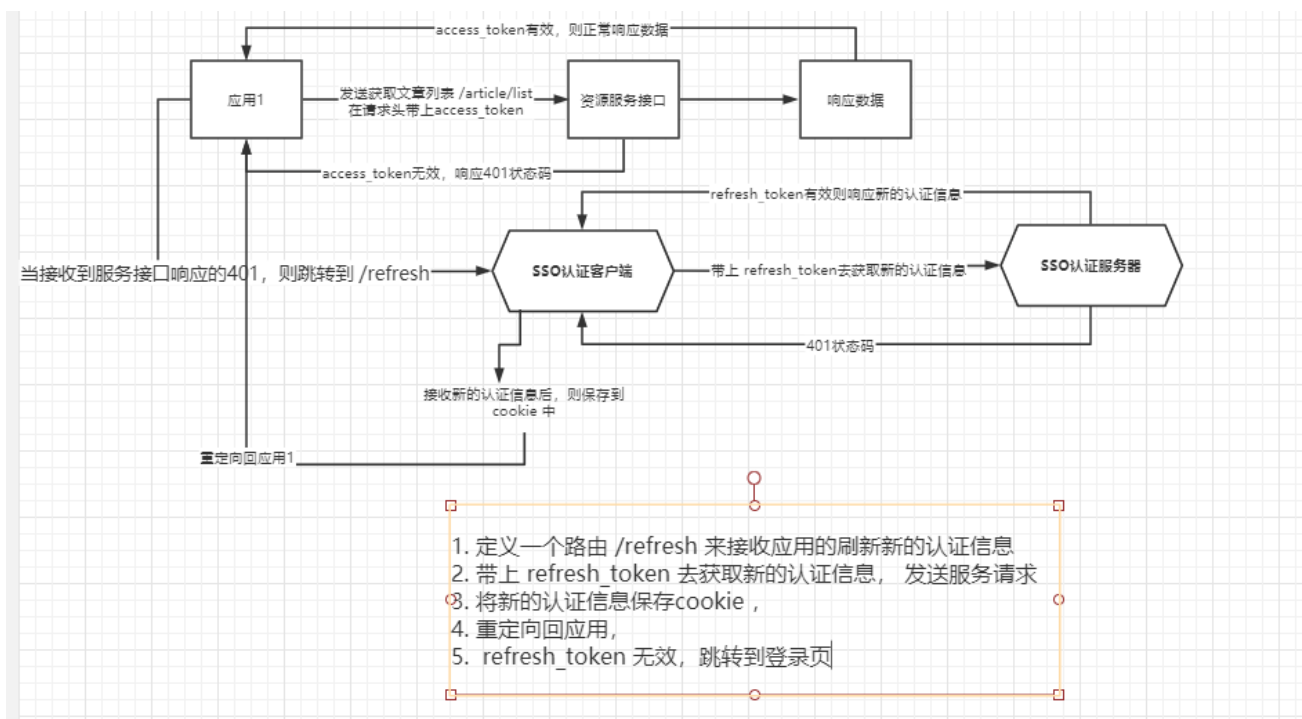 access_token有效，则正常响应数据
应用1
发送获取文章列表 /article/list
在请求头带上access_token
资源服务接口
响应数据
access_token无效，响应401状态码
refresh_token有效则响应新的认证信息
当接收到服务接口响应的401，则跳转到 /refresh
SSO认证客户端
带上 refresh_token去获取新的认证信息
SSO认证服务器
401状态码
接收新的认证信息后，则保存到
cookie 中
重定向回应用1
1. 定义一个路由 /refresh 来接收应用的刷新新的认证信息
2. 带上 refresh_token 去获取新的认证信息， 发送服务请求
3. 将新的认证信息保存cookie ，
4. 重定向回应用，
5. refresh_token 无效，跳转到登录页